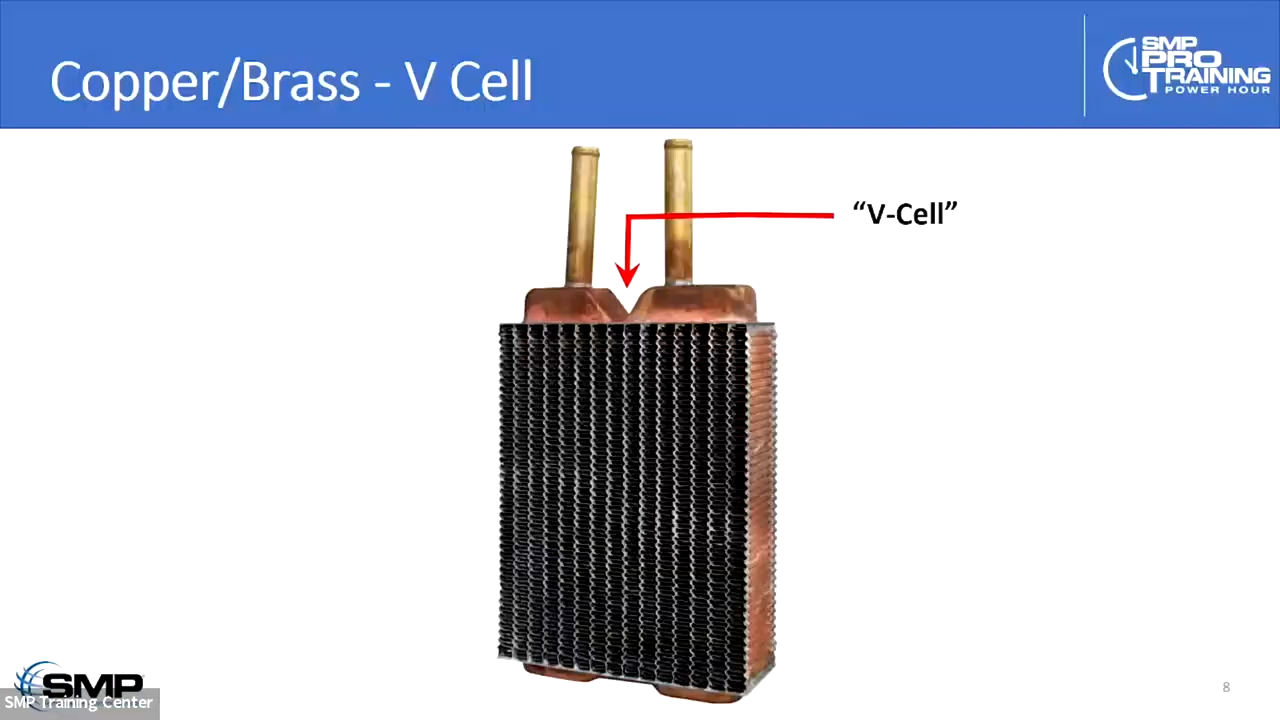 Copper/Brass - V Cell
SMP
PRO
TRAINING
POWER HOUR
“V-Cell”
SMP
SMP Training Center
8